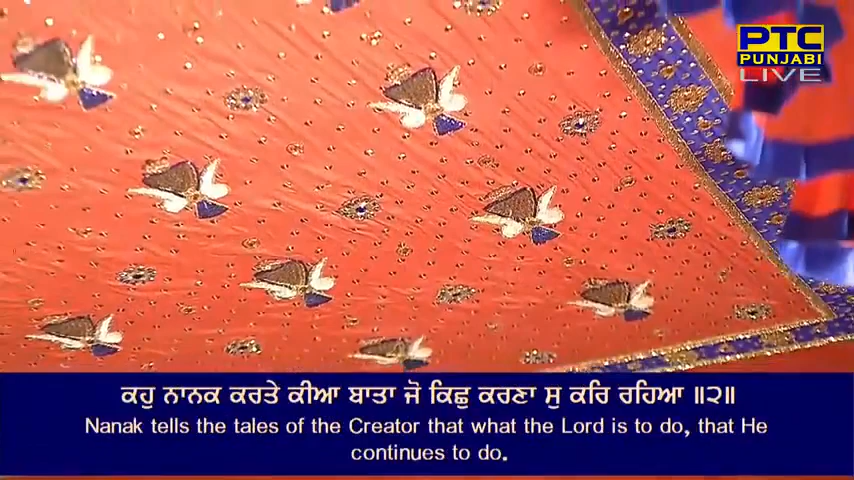 PTC
PUNJABI
LIVE
ਕਹੁ ਨਾਨਕ ਕਰਤੇ ਕੀਆ ਬਾਤਾ ਜੋ ਕਿਛੁ ਕਰਣਾ ਸੁ ਕਰਿ ਰਹਿਆ ॥੨॥
Nanak tells the tales of the Creator that what the Lord is to do, that He
continues to do.